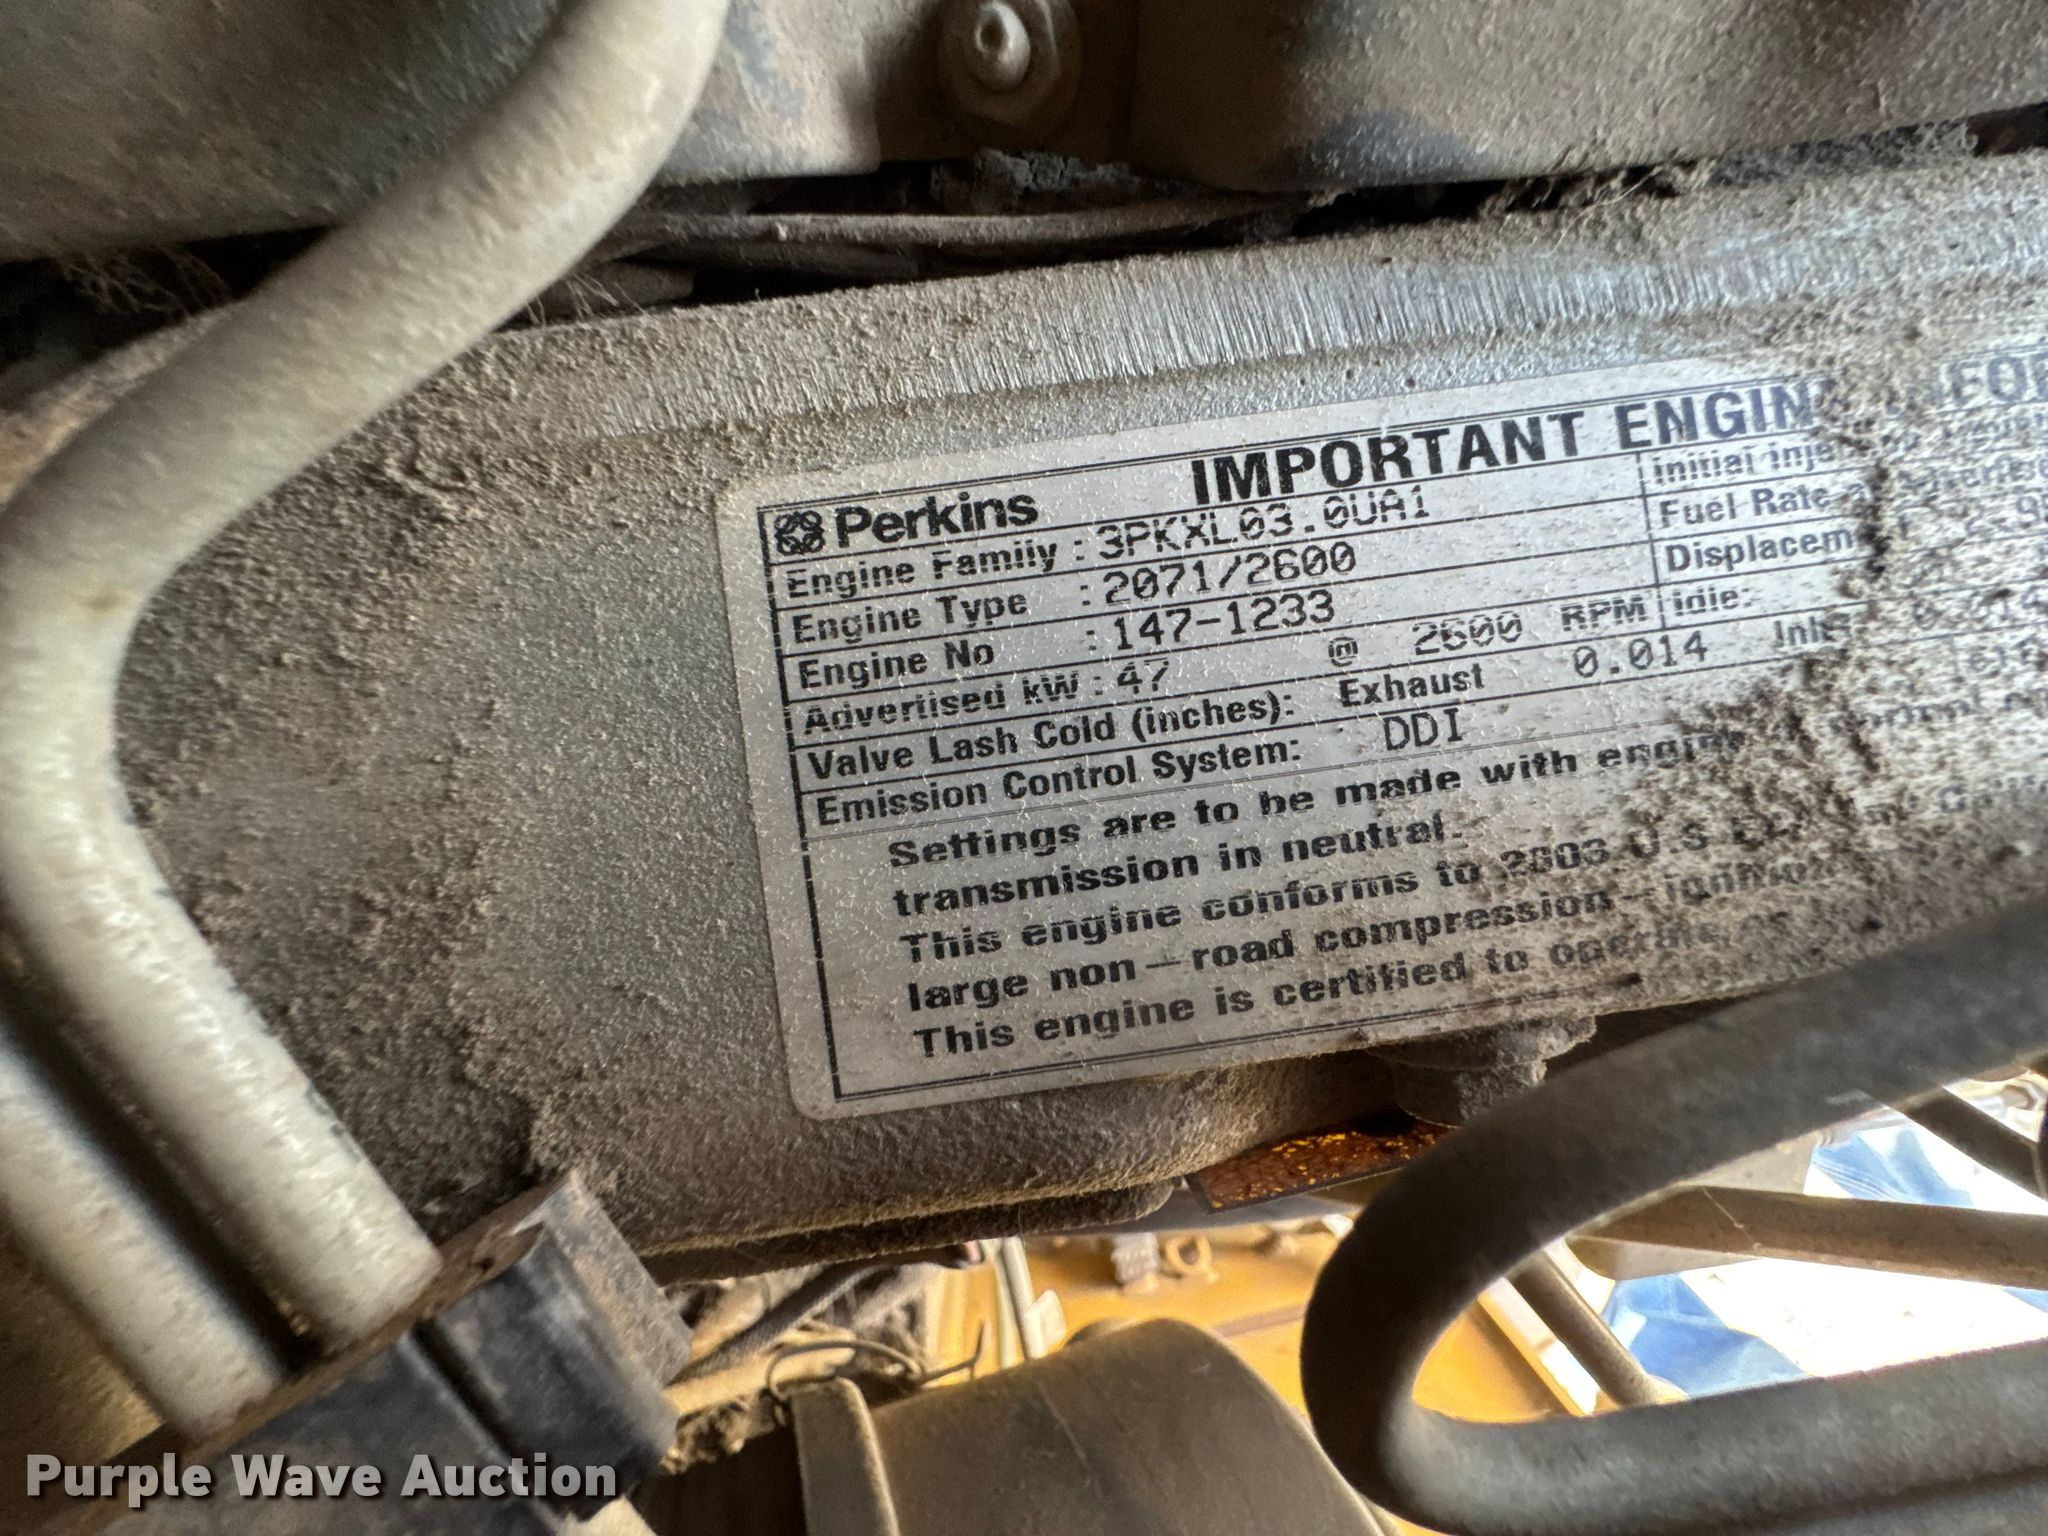 Perkins IMPORTANT ENGIN
Engine Family : 3PKXL03.0UA1 initial
Engine Type : 2071/2600 Fuel Rate
Engine No : 147-1233 Displacem
Advertised kW : 47 @ 2600 RPM idle:
Valve Lash Cold (inches): Exhaust 0.014
Emission Control System: DDI
Settings are to be made with engine
transmission in neutral.
This engine conforms to 2003 U.S
large non-road compression-
This engine is certified to operate
Purple Wave Auction